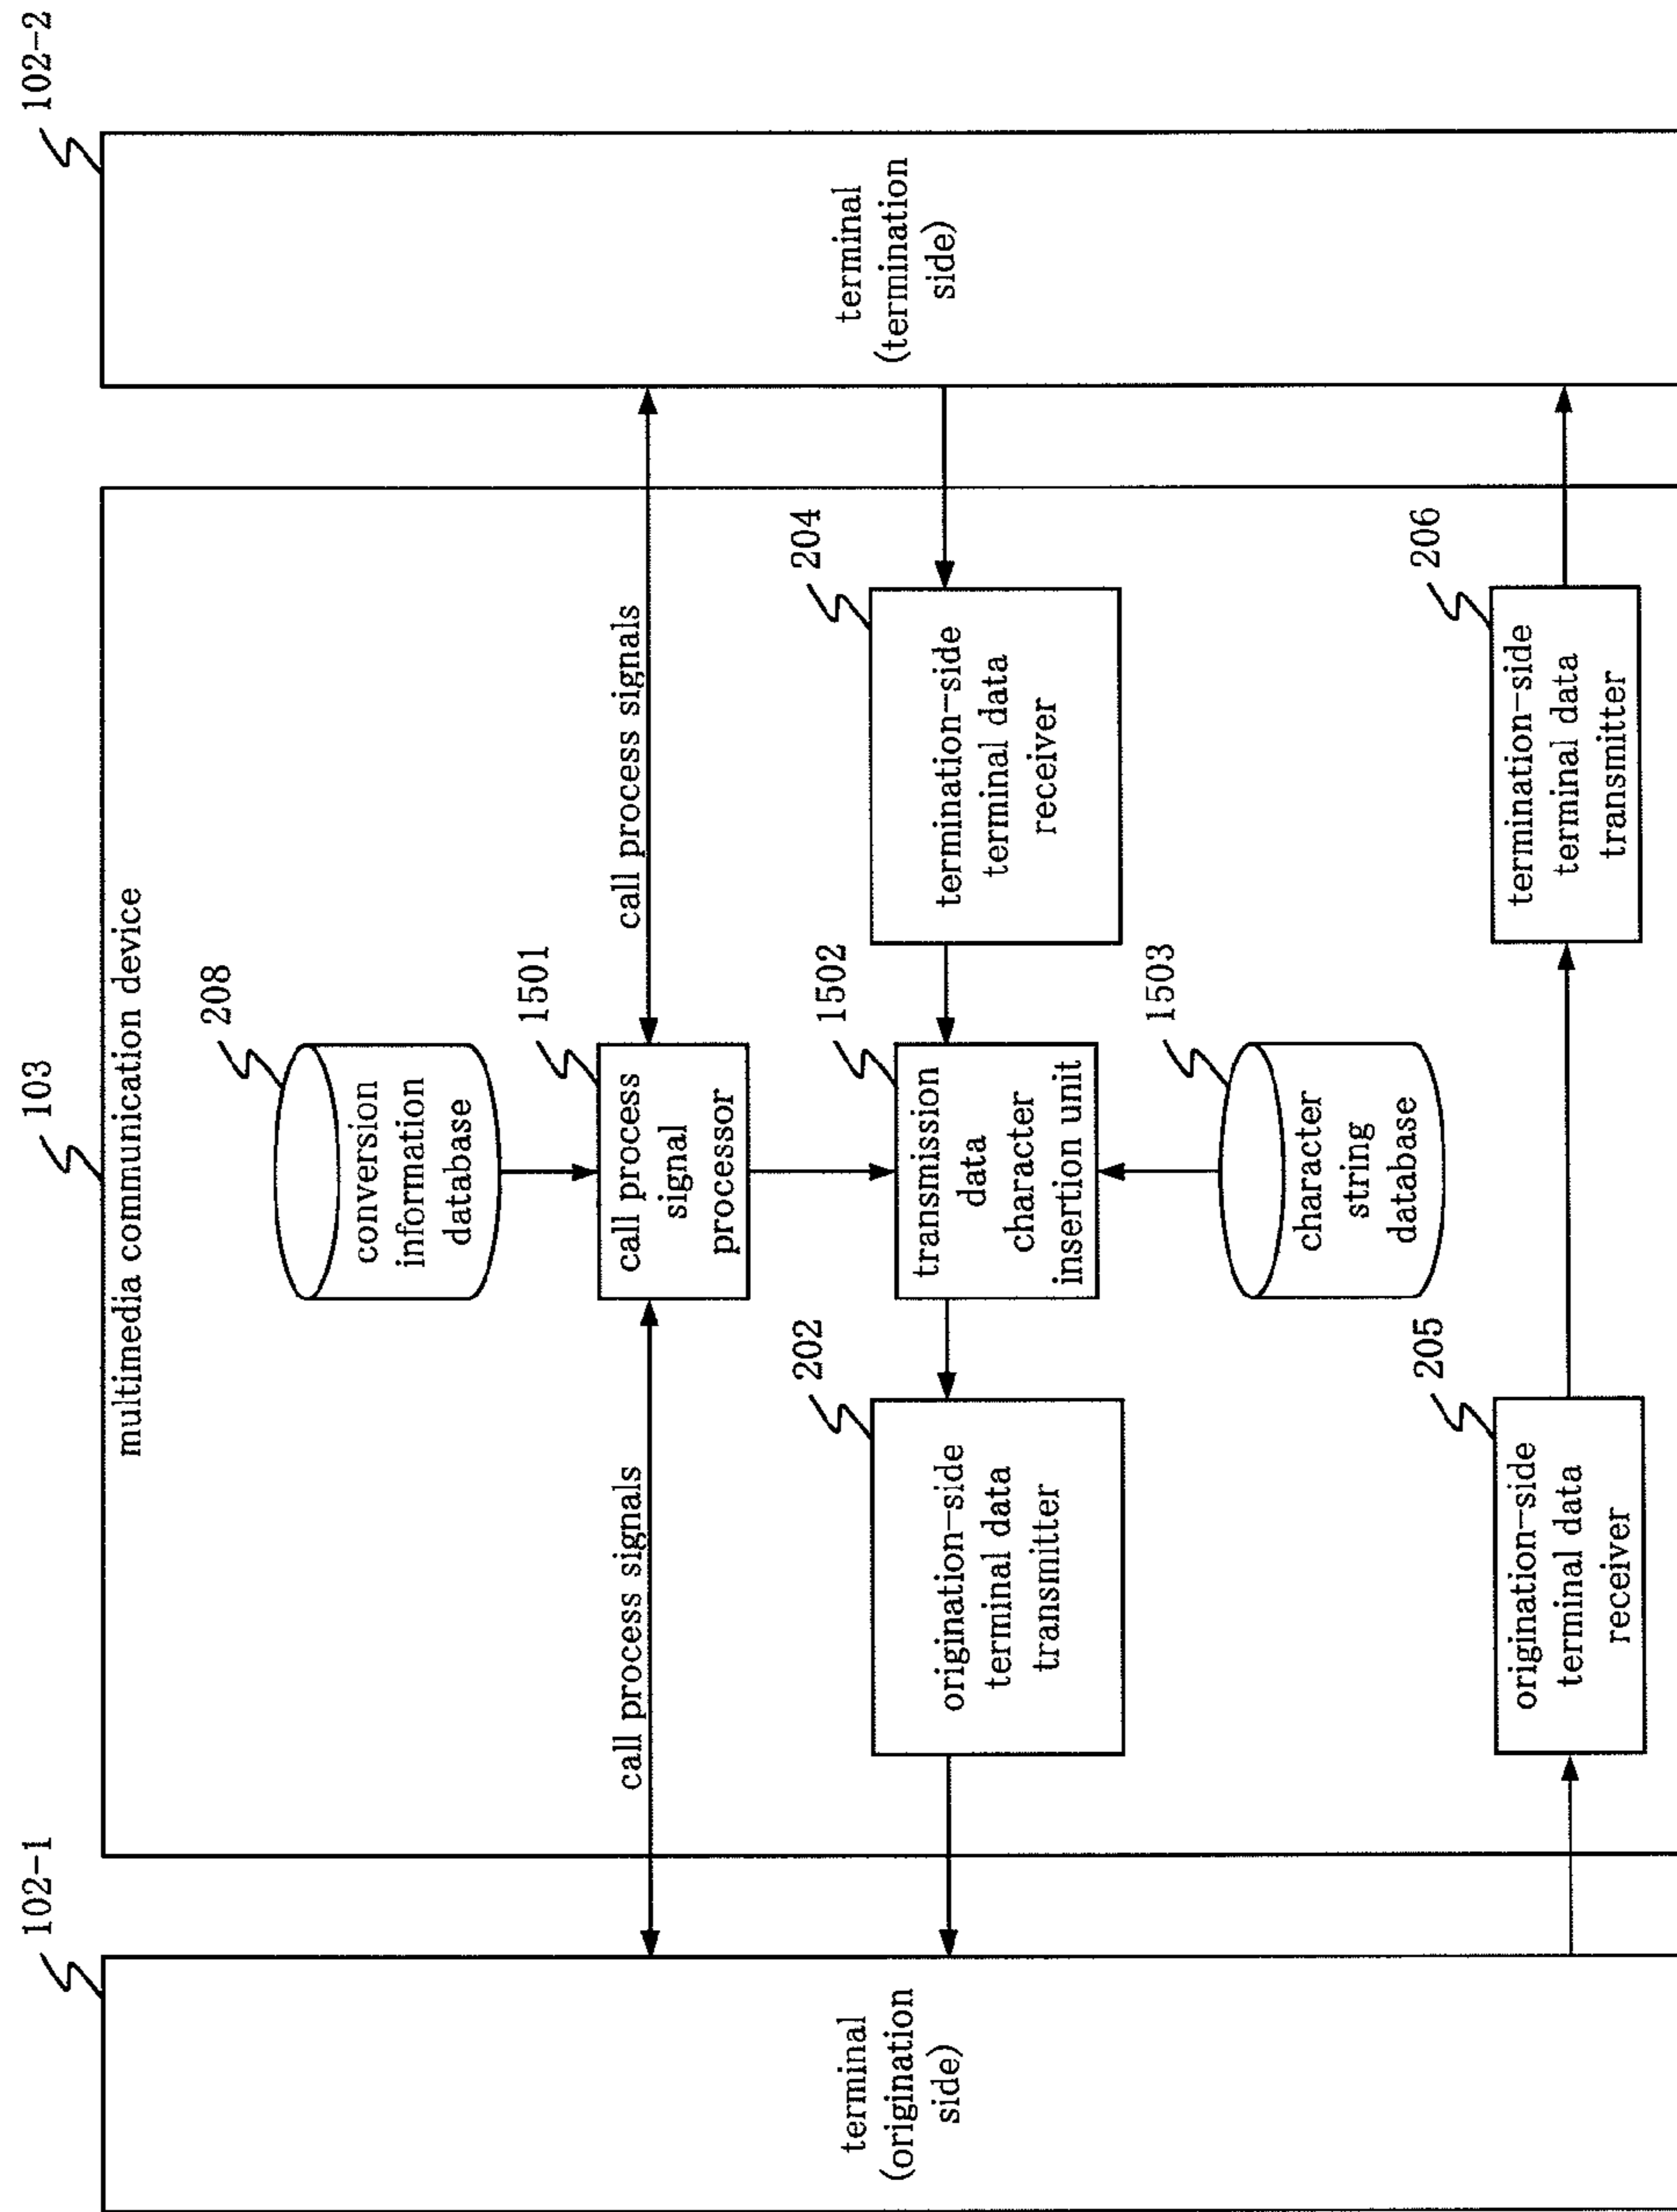 102-1
103
102-2
multimedia communication device
208
conversion
information
database
1501
call process signals
call process
signal
processor
call process signals
202
1502
204
terminal
(origination
side)
origination-side
terminal data
transmitter
transmission
data
character
insertion unit
termination-side
terminal data
receiver
terminal
(termination
side)
1503
character
string
database
205
206
origination-side
terminal data
receiver
termination-side
terminal data
transmitter